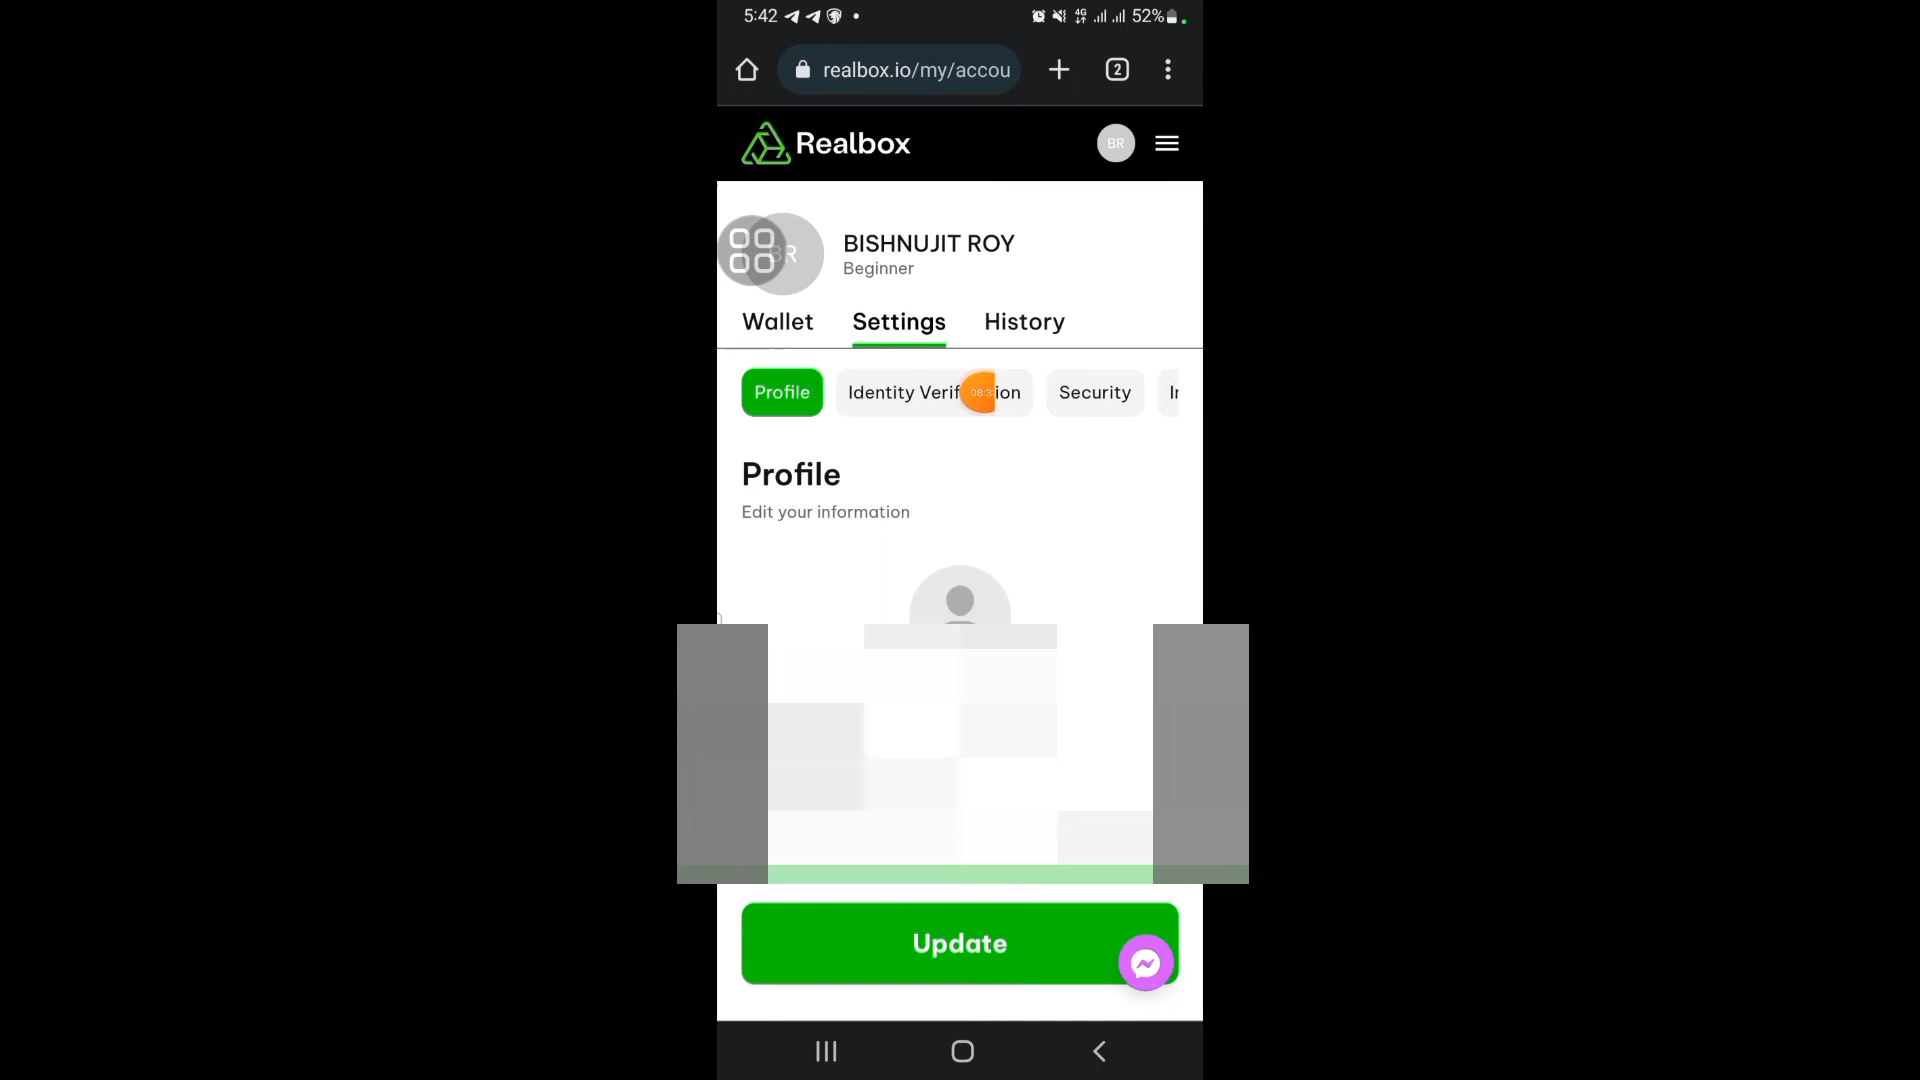 5:42
4G
52%
realbox.io/my/accou
2
Realbox
BR
BISHNUJIT ROY
Beginner
Wallet Settings History
Profile
Security
Profile
Edit your information
Update